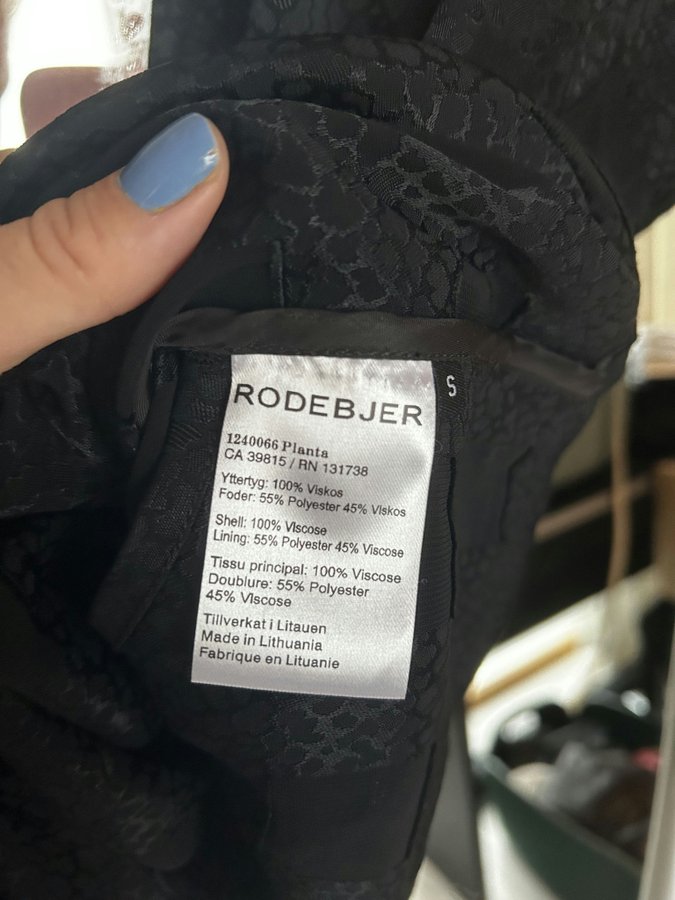 RODEBJER
S
1240066 Planta
CA 39815 / RN 131738
Yttertyg: 100% Viskos
Foder: 55% Polyester 45% Viskos
Shell: 100% Viscose
Lining: 55% Polyester 45% Viscose
Tissu principal: 100% Viscose
Doublure: 55% Polyester
45% Viscose
Tillverkat i Litauen
Made in Lithuania
Fabrique en Lituanie